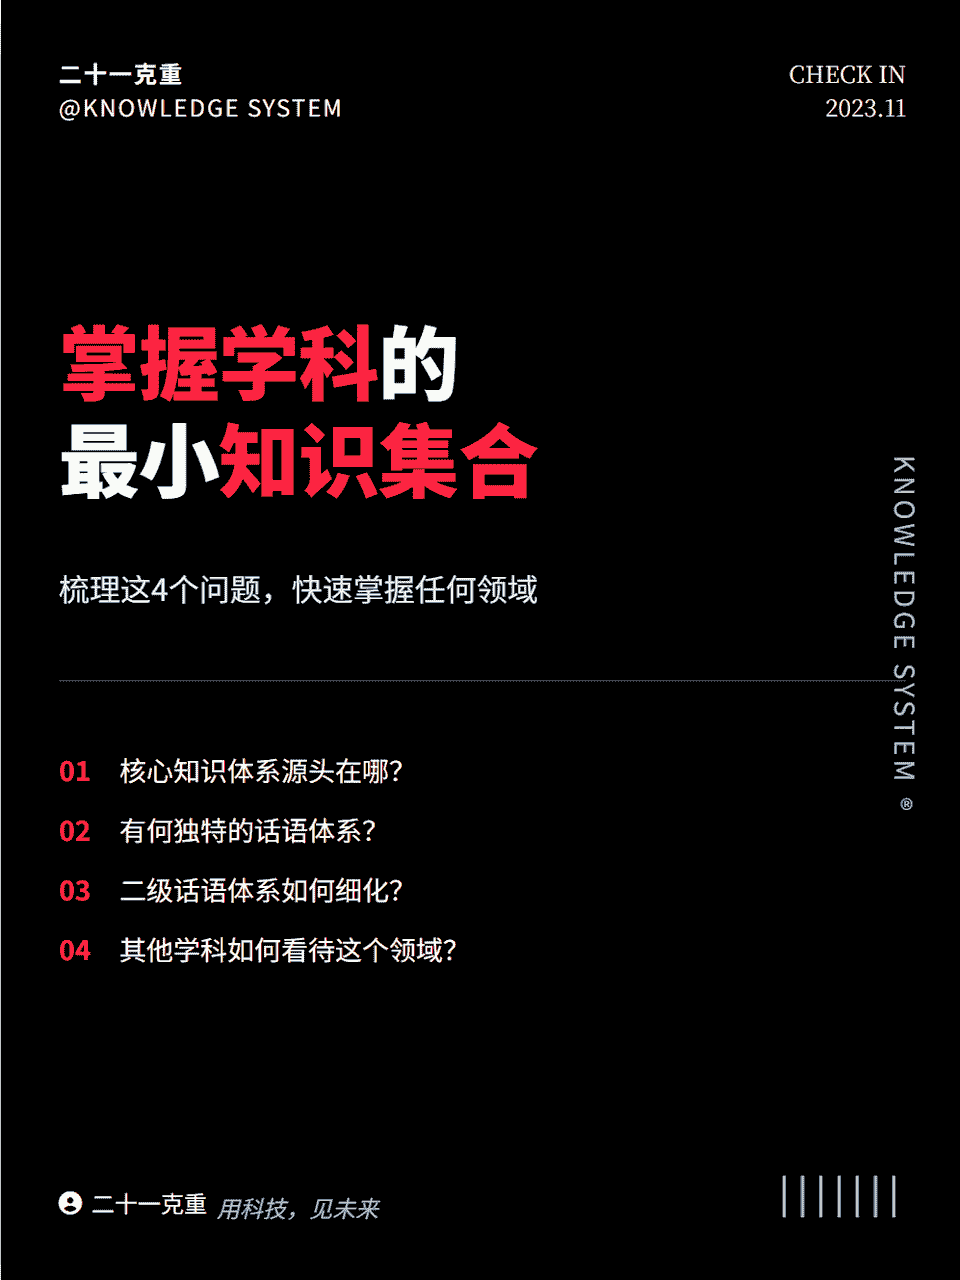 二十一克重
@KNOWLEDGE SYSTEM
CHECK IN
2023.11
掌握学科的
最小知识集合
梳理这4个问题，快速掌握任何领域
KNOWLEDGE SYSTEM ®
01 核心知识体系源头在哪？
02 有何独特的话语体系？
03 二级话语体系如何细化？
04 其他学科如何看待这个领域？
二十一克重 用科技，见未来